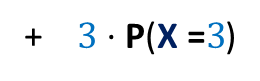 + 3 · P(X =3)